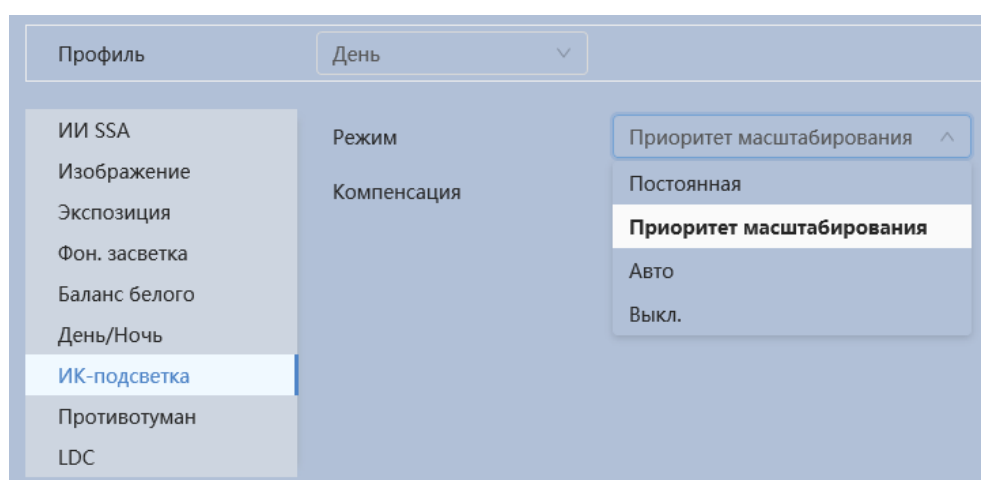 Профиль
День
ИИ SSA
Изображение
Экспозиция
Фон. засветка
Баланс белого
День/Ночь
ИК-подсветка
Противотуман
LDC
Режим
Приоритет масштабирования
Компенсация
Постоянная
Приоритет масштабирования
Авто
Выкл.